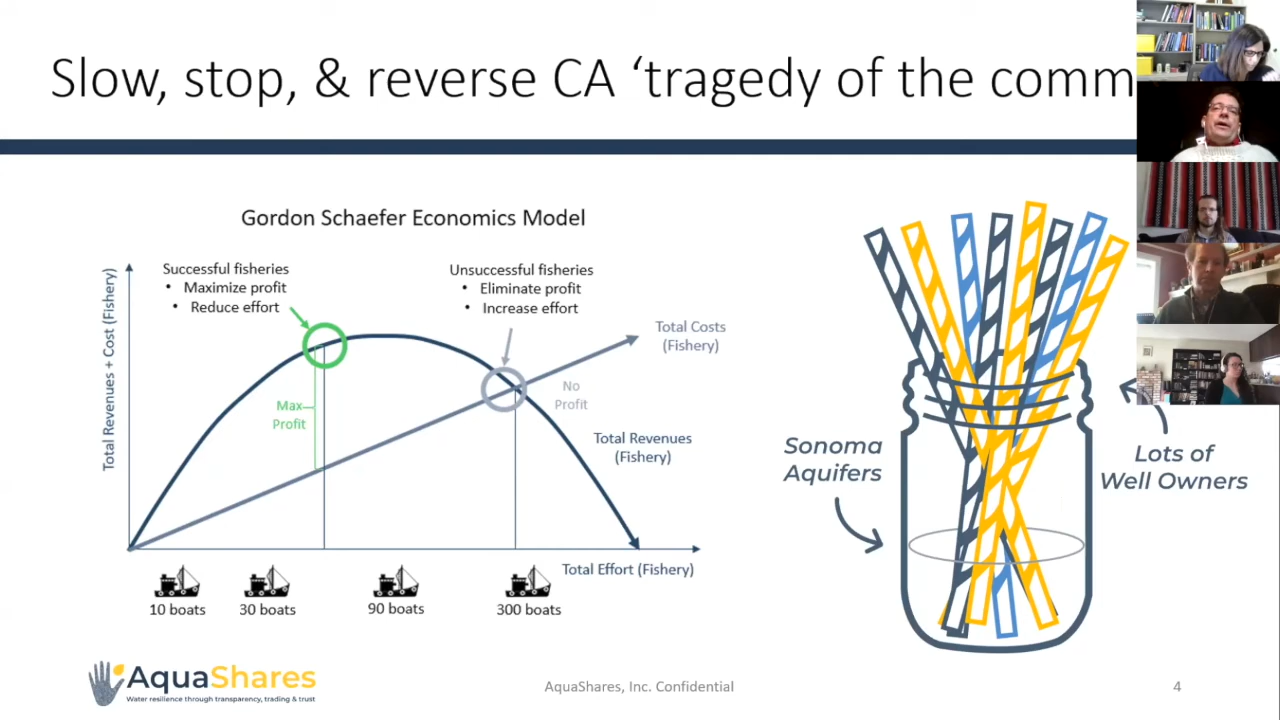 Slow, stop, & reverse CA ‘tragedy of the comm
Gordon Schaefer Economics Model
Total Revenues + Cost (Fishery)
Successful fisheries
• Maximize profit
• Reduce effort
Unsuccessful fisheries
• Eliminate profit
• Increase effort
Total Costs
(Fishery)
Max
Profit
No
Profit
Total Revenues
(Fishery)
Total Effort (Fishery)
10 boats
30 boats
90 boats
300 boats
Sonoma
Aquifers
Lots of
Well Owners
AquaShares
Water resilience through transparency, trading & trust
AquaShares, Inc. Confidential
4